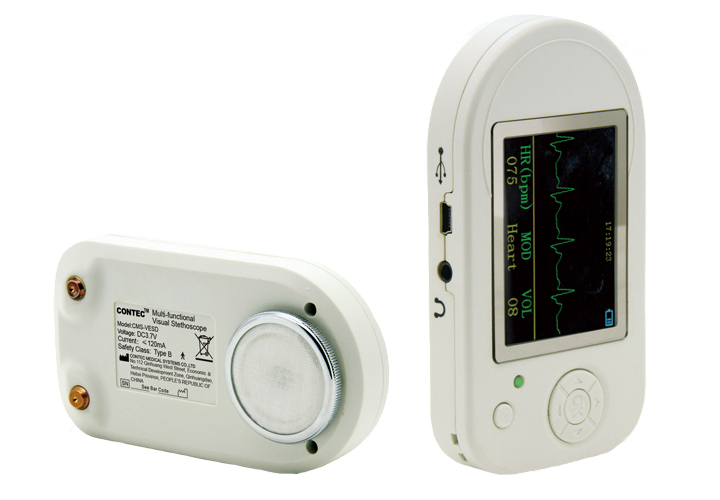 CONTEC™ Multi-functional
Visual Stethoscope
Model:CMS-VESD
Voltage: DC3.7V
Current: ≤120mA
Safety Class: Type B
CONTEC MEDICAL SYSTEMS CO.,LTD
No.112 Qinhuang West Street, Economic &
Technical Development Zone, Qinhuangdao,
Hebei Province, PEOPLE'S REPUBLIC OF
CHINA
SN See Bar Code
17:19:23
HR(bpm) MOD VOL
075 Heart 08
OK